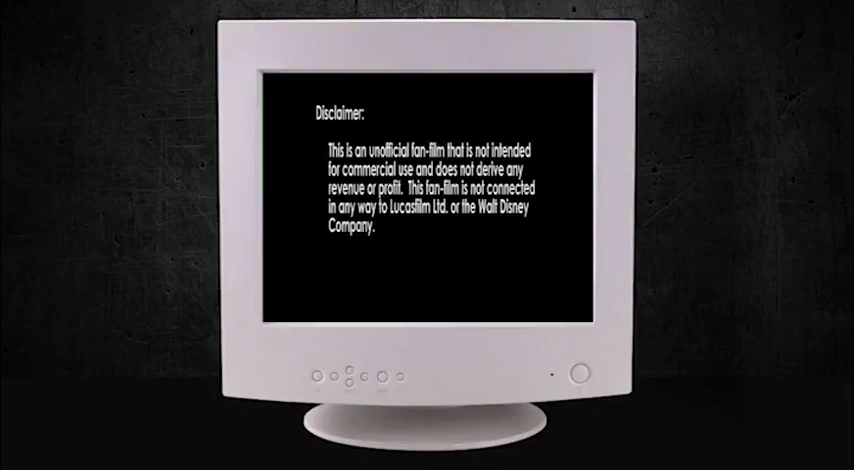 Disclaimer:
This is an unofficial fan-film that is not intended
for commercial use and does not derive any
revenue or profit. This fan-film is not connected
in any way to Lucasfilm Ltd. or the Walt Disney
Company.